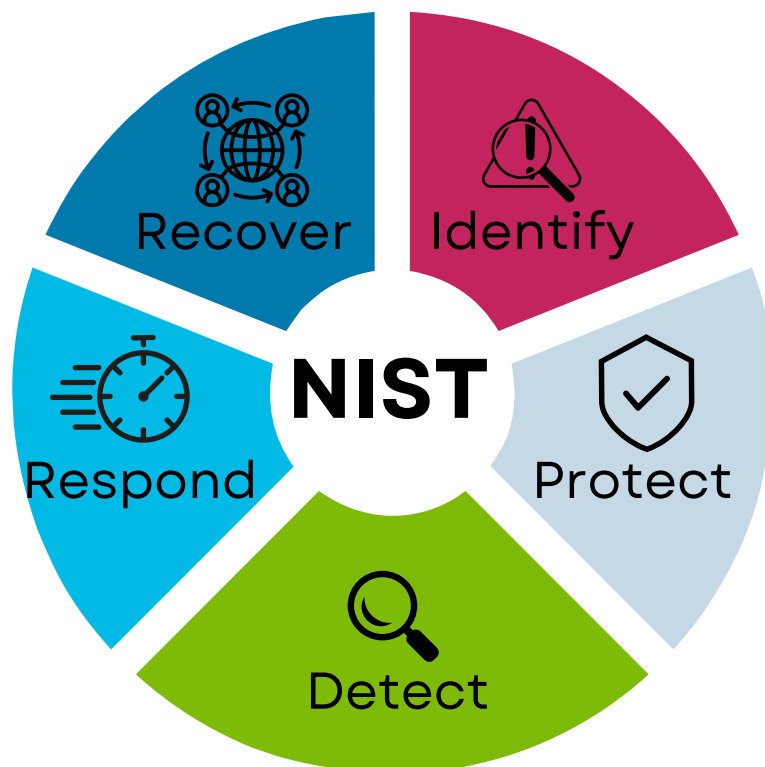 Recover
Identify
NIST
Respond
Protect
Detect